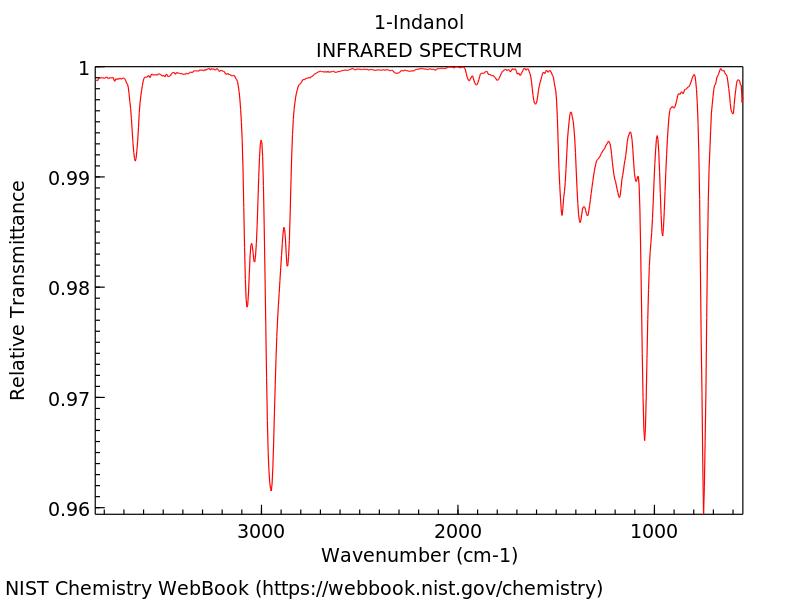 1-Indanol
INFRARED SPECTRUM
1
0.99
0.98
0.97
0.96
Relative Transmittance
3000 2000 1000
Wavenumber (cm-1)
NIST Chemistry WebBook (https://webbook.nist.gov/chemistry)